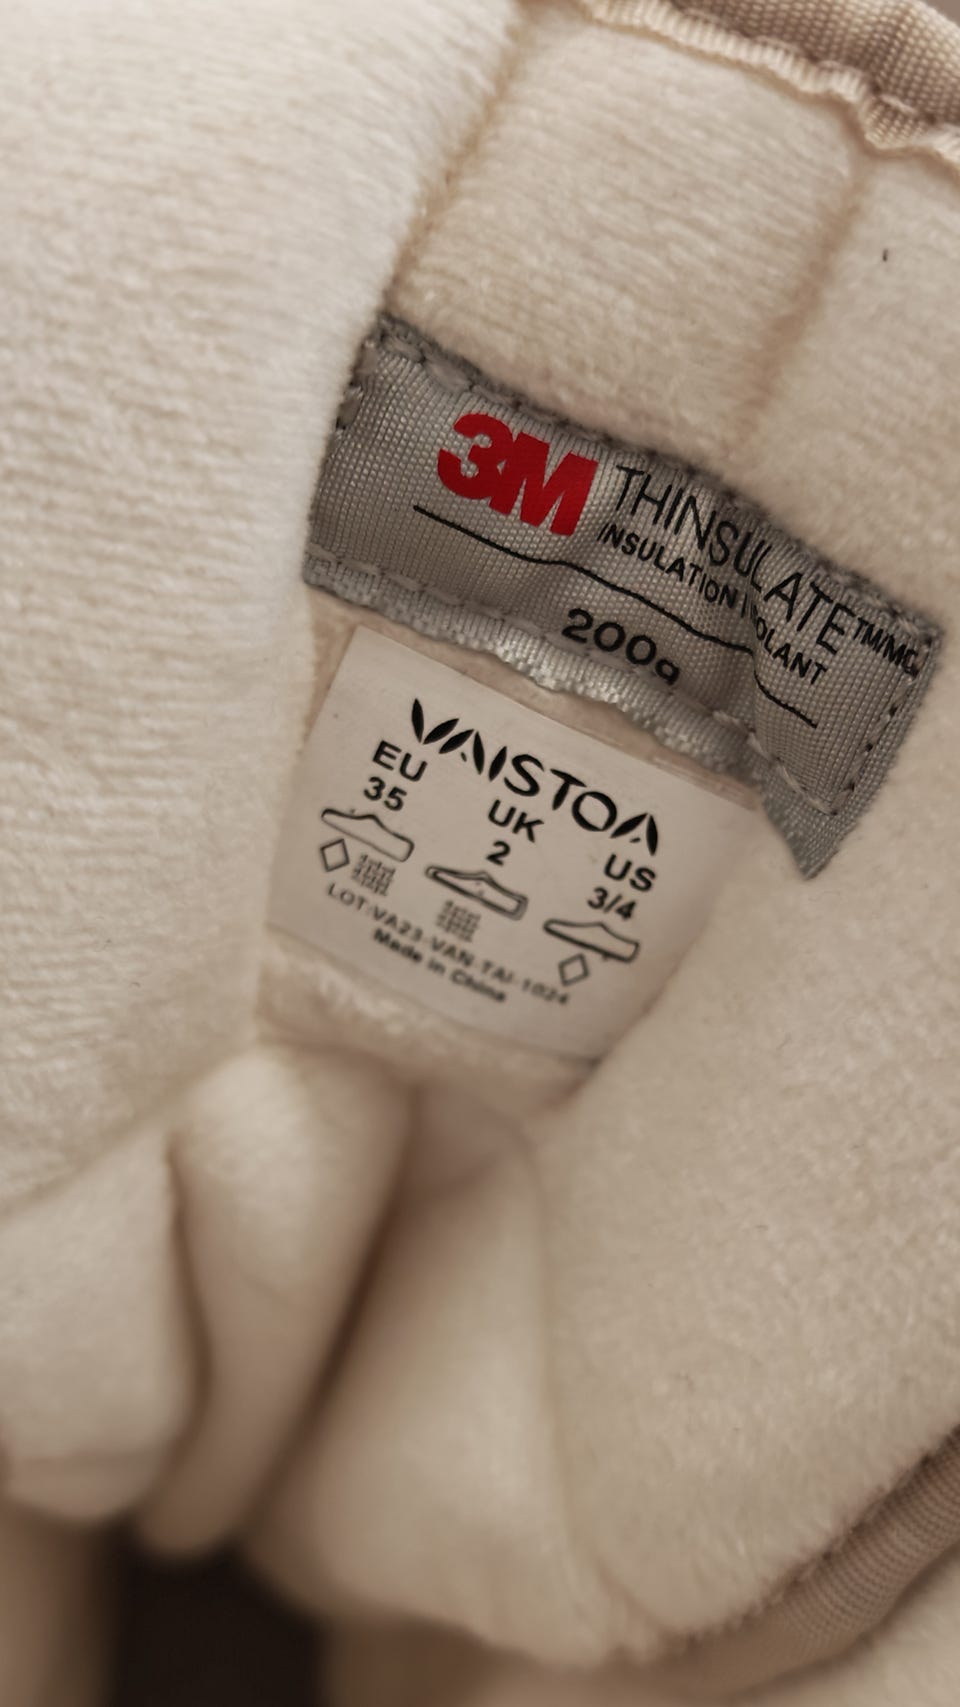 3M THINSULATE™/MC
INSULATION | ISOLANT
200g
VAISTOA
EU UK US
35 2 3/4
LOT:VA23-VAN-TAI-1024
Made in China